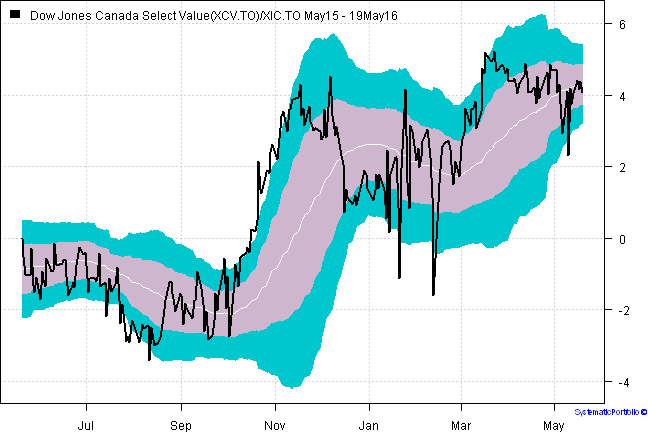 Dow Jones Canada Select Value(XCV.TO)/XIC.TO May15 - 19May16
6
4
2
0
-2
-4
Jul Sep Nov Jan Mar May
SystematicPortfolio ©